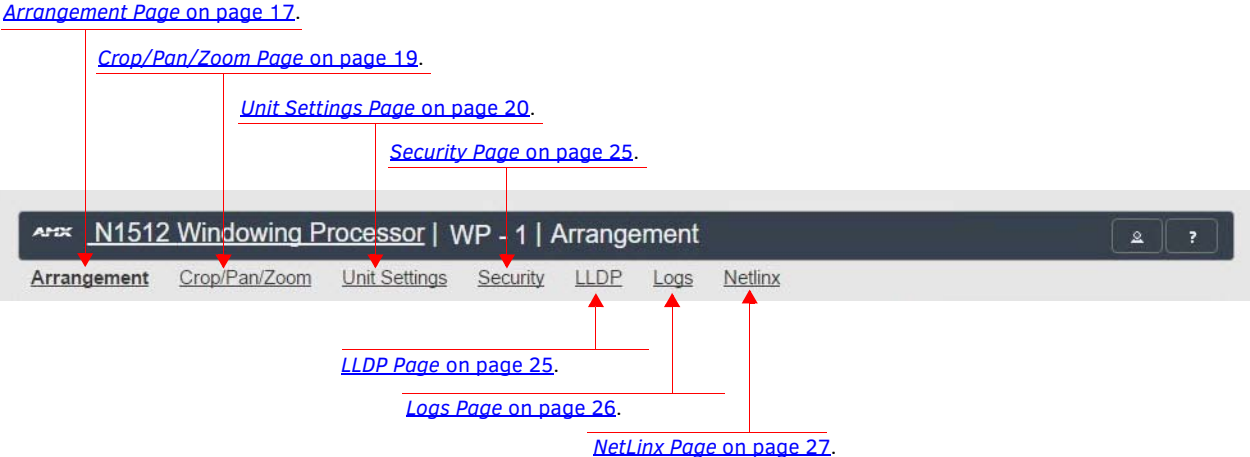 Arrangement Page on page 17.
Crop/Pan/Zoom Page on page 19.
Unit Settings Page on page 20.
Security Page on page 25.
AMX N1512 Windowing Processor | WP - 1 | Arrangement ?
Arrangement Crop/Pan/Zoom Unit Settings Security LLDP Logs Netlinx
LLDP Page on page 25.
Logs Page on page 26.
NetLinx Page on page 27.